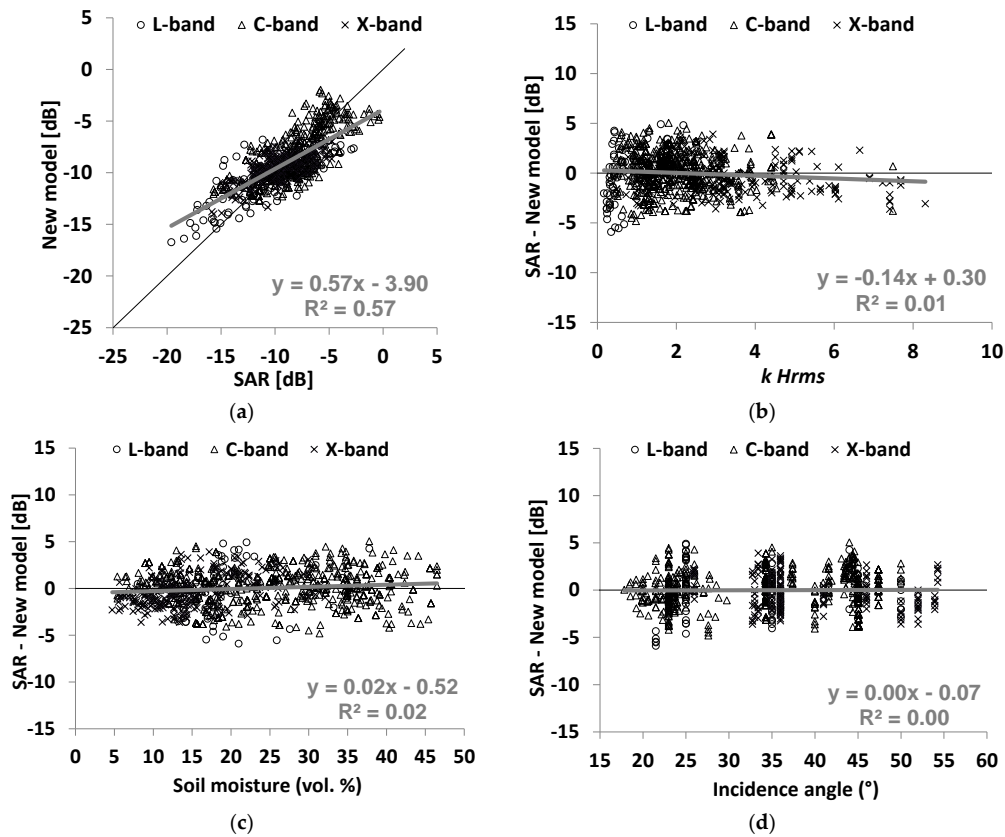 L-band C-band X-band
5
0
-5
-10
-15
-20
-25
New model [dB]
y = 0.57x - 3.90
R² = 0.57
-25 -20 -15 -10 -5 0 5
SAR [dB]
(a)
L-band C-band X-band
15
10
5
0
-5
-10
-15
SAR - New model [dB]
y = -0.14x + 0.30
R² = 0.01
0 2 4 6 8 10
k Hrms
(b)
L-band C-band X-band
15
10
5
0
-5
-10
-15
SAR - New model [dB]
y = 0.02x - 0.52
R² = 0.02
0 5 10 15 20 25 30 35 40 45 50
Soil moisture (vol. %)
(c)
L-band C-band X-band
15
10
5
0
-5
-10
-15
SAR - New model [dB]
y = 0.00x - 0.07
R² = 0.00
15 20 25 30 35 40 45 50 55 60
Incidence angle (°)
(d)